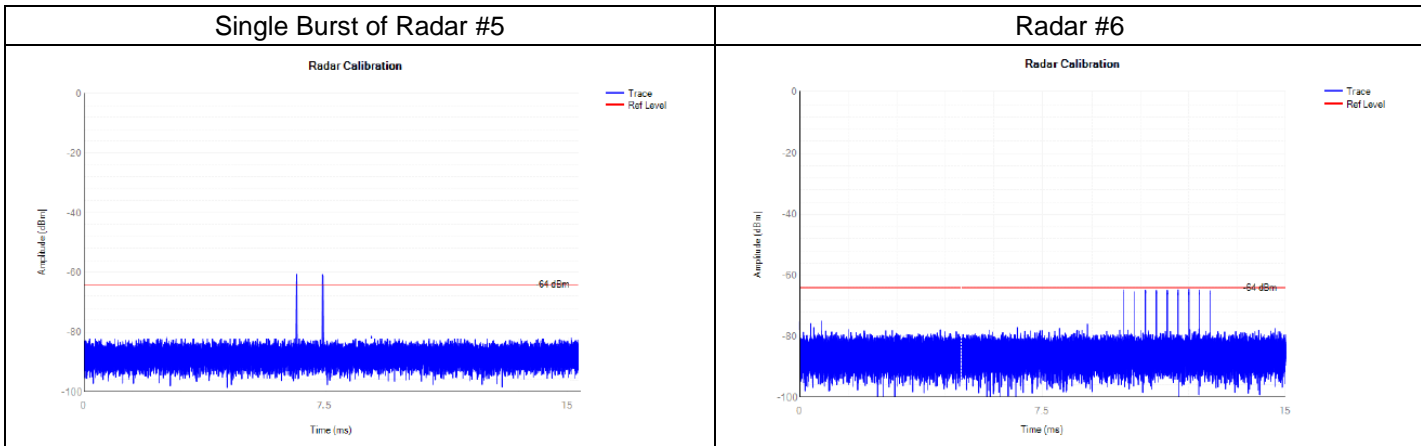 Single Burst of Radar #5
Radar #6
Radar Calibration
Trace
Ref Level
0
-20
-40
-60
-80
-100
Amplitude [dBm]
-64 dBm
0
7.5
15
Time (ms)
Radar Calibration
Trace
Ref Level
0
-20
-40
-60
-80
-100
Amplitude [dBm]
-64 dBm
0
7.5
15
Time (ms)